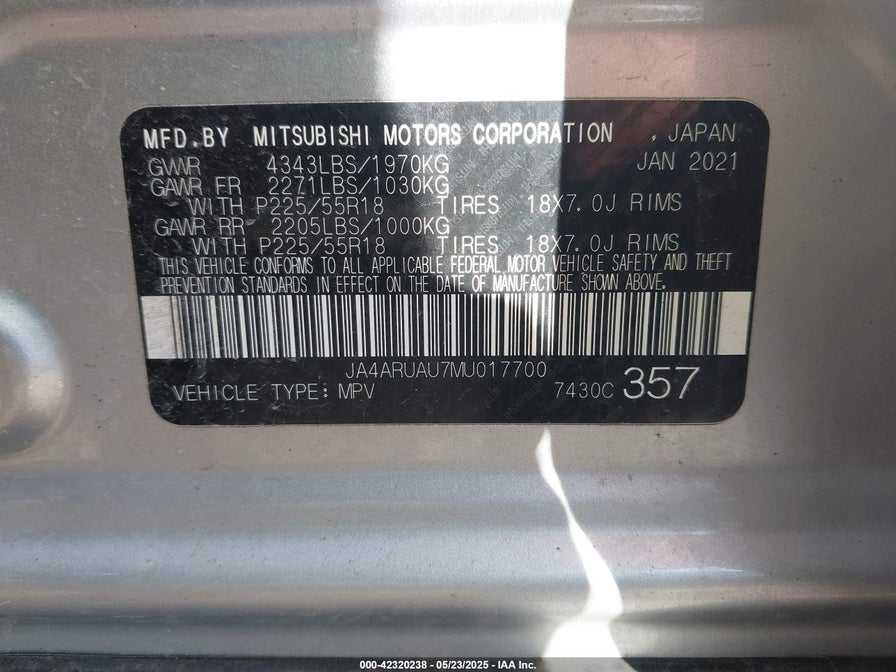 MFD.BY MITSUBISHI MOTORS CORPORATION , JAPAN
GVWR 4343LBS/1970KG JAN 2021
GAWR FR 2271LBS/1030KG
WITH P225/55R18 TIRES 18X7.0J RIMS
GAWR RR 2205LBS/1000KG
WITH P225/55R18 TIRES 18X7.0J RIMS
THIS VEHICLE CONFORMS TO ALL APPLICABLE FEDERAL MOTOR VEHICLE SAFETY AND THEFT
PREVENTION STANDARDS IN EFFECT ON THE DATE OF MANUFACTURE SHOWN ABOVE.
JA4ARUAU7MU017700
VEHICLE TYPE: MPV 7430C 357
000-42320238 - 05/23/2025 - IAA Inc.